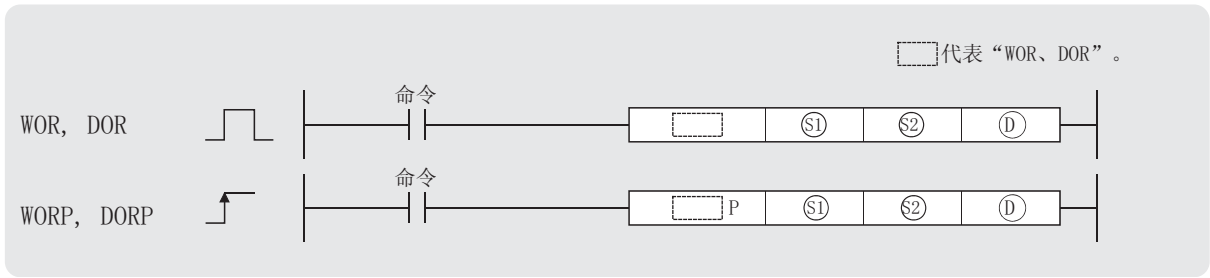 代表“WOR、DOR”。
命令
WOR, DOR
S1 S2 D
命令
WORP, DORP
P S1 S2 D